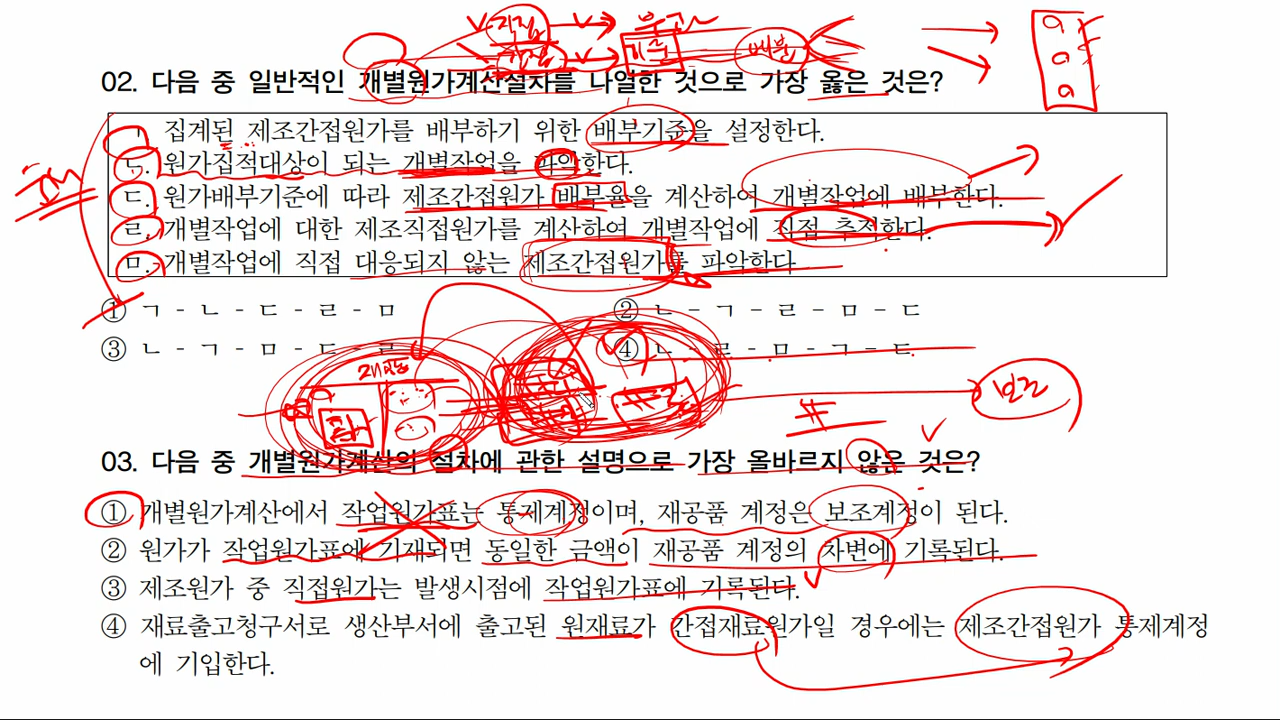 직접 → 부과
간접 → 기준 배분
02. 다음 중 일반적인 개별원가계산절차를 나열한 것으로 가장 옳은 것은?
ㄱ. 집계된 제조간접원가를 배부하기 위한 배부기준을 설정한다.
ㄴ. 원가집적대상이 되는 개별작업을 파악한다.
ㄷ. 원가배부기준에 따라 제조간접원가 배부율을 계산하여 개별작업에 배부한다.
ㄹ. 개별작업에 대한 제조직접원가를 계산하여 개별작업에 직접 추적한다.
ㅁ. 개별작업에 직접 대응되지 않는 제조간접원가를 파악한다.
① ㄱ - ㄴ - ㄷ - ㄹ - ㅁ
② ㄴ - ㄱ - ㄹ - ㅁ - ㄷ
③ ㄴ - ㄱ - ㅁ - ㄷ - ㄹ
④ ㄴ - ㄹ - ㅁ - ㄱ - ㄷ
재공품
보조
03. 다음 중 개별원가계산의 절차에 관한 설명으로 가장 올바르지 않은 것은?
① 개별원가계산에서 작업원가표는 통제계정이며, 재공품 계정은 보조계정이 된다.
② 원가가 작업원가표에 기재되면 동일한 금액이 재공품 계정의 차변에 기록된다.
③ 제조원가 중 직접원가는 발생시점에 작업원가표에 기록된다.
④ 재료출고청구서로 생산부서에 출고된 원재료가 간접재료원가일 경우에는 제조간접원가 통제계정
에 기입한다.